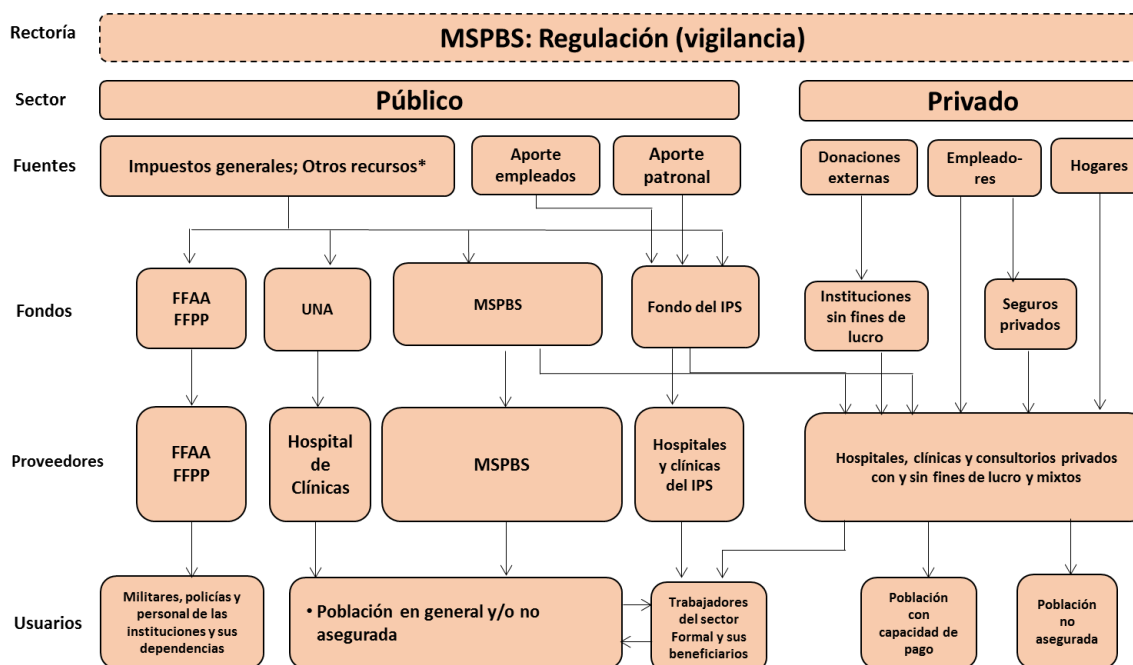 Rectoría
MSPBS: Regulación (vigilancia)
Sector
Público
Privado
Fuentes
Impuestos generales; Otros recursos*
Aporte
empleados
Aporte
patronal
Donaciones
externas
Empleado-
res
Hogares
Fondos
FFAA
FFPP
UNA
MSPBS
Fondo del IPS
Instituciones
sin fines de
lucro
Seguros
privados
Proveedores
FFAA
FFPP
Hospital
de
Clínicas
MSPBS
Hospitales
y clínicas
del IPS
Hospitales, clínicas y consultorios privados
con y sin fines de lucro y mixtos
Usuarios
Militares, policías y
personal de las
instituciones y sus
dependencias
• Población en general y/o no
asegurada
Trabajadores
del sector
Formal y sus
beneficiarios
Población
con
capacidad de
pago
Población
no
asegurada